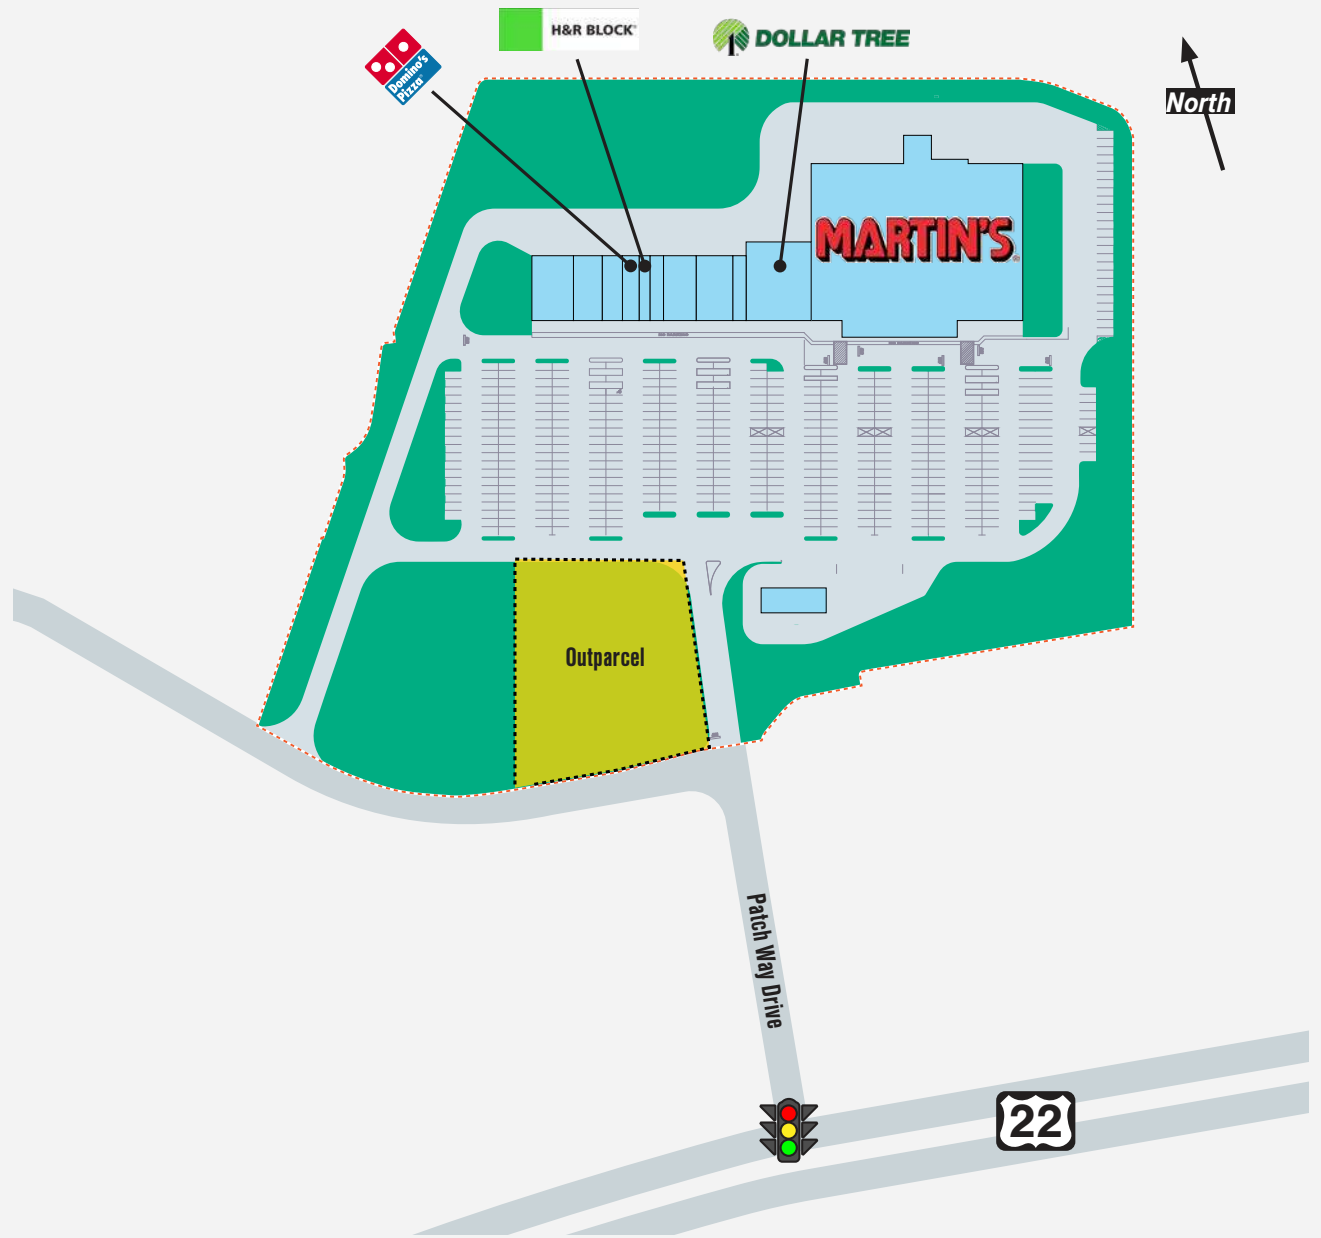 H&R BLOCK®
DOLLAR TREE
Domino's
Pizza
North
MARTIN'S
Outparcel
Patch Way Drive
22